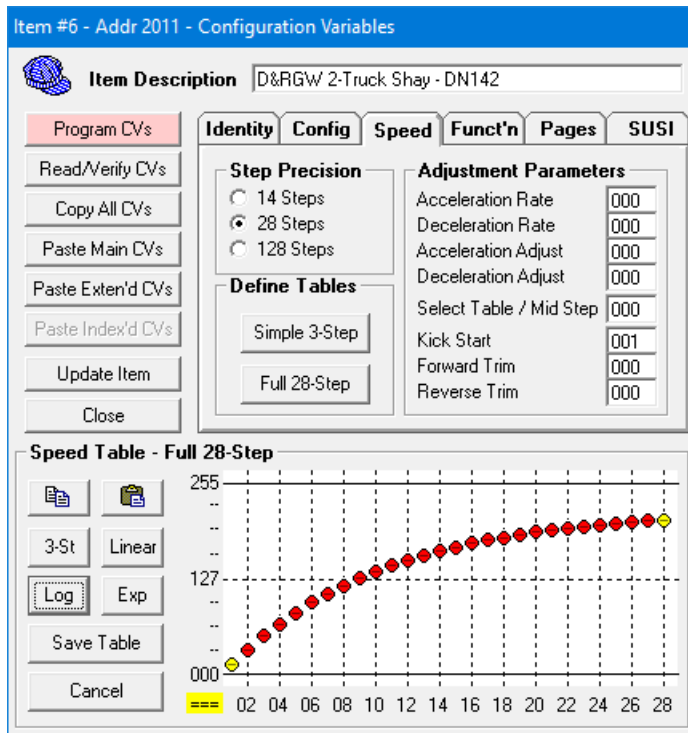 Item #6 - Addr 2011 - Configuration Variables
Item Description D&RGW 2-Truck Shay - DN142
Program CVs
Read/Verify CVs
Copy All CVs
Paste Main CVs
Paste Exten'd CVs
Paste Index'd CVs
Update Item
Close
Identity Config Speed Funct'n Pages SUSI
Step Precision
14 Steps
28 Steps
128 Steps
Define Tables
Simple 3-Step
Full 28-Step
Adjustment Parameters
Acceleration Rate 000
Deceleration Rate 000
Acceleration Adjust 000
Deceleration Adjust 000
Select Table / Mid Step 000
Kick Start 001
Forward Trim 000
Reverse Trim 000
Speed Table - Full 28-Step
3-St Linear
Log Exp
Save Table
Cancel
255
--
--
--
127
--
--
--
000
=== 02 04 06 08 10 12 14 16 18 20 22 24 26 28